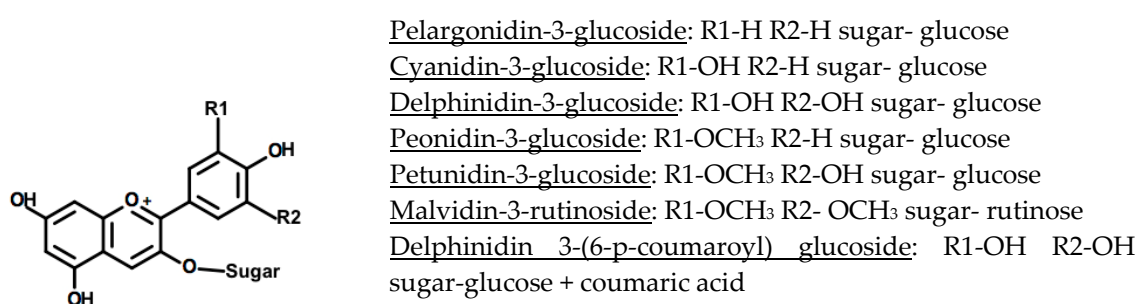 Pelargonidin-3-glucoside: R1-H R2-H sugar- glucose
Cyanidin-3-glucoside: R1-OH R2-H sugar- glucose
Delphinidin-3-glucoside: R1-OH R2-OH sugar- glucose
Peonidin-3-glucoside: R1-OCH₃ R2-H sugar- glucose
Petunidin-3-glucoside: R1-OCH₃ R2-OH sugar- glucose
Malvidin-3-rutinoside: R1-OCH₃ R2- OCH₃ sugar- rutinose
Delphinidin 3-(6-p-coumaroyl) glucoside: R1-OH R2-OH
sugar-glucose + coumaric acid
R1
OH
OH
O+
R2
O
Sugar
OH